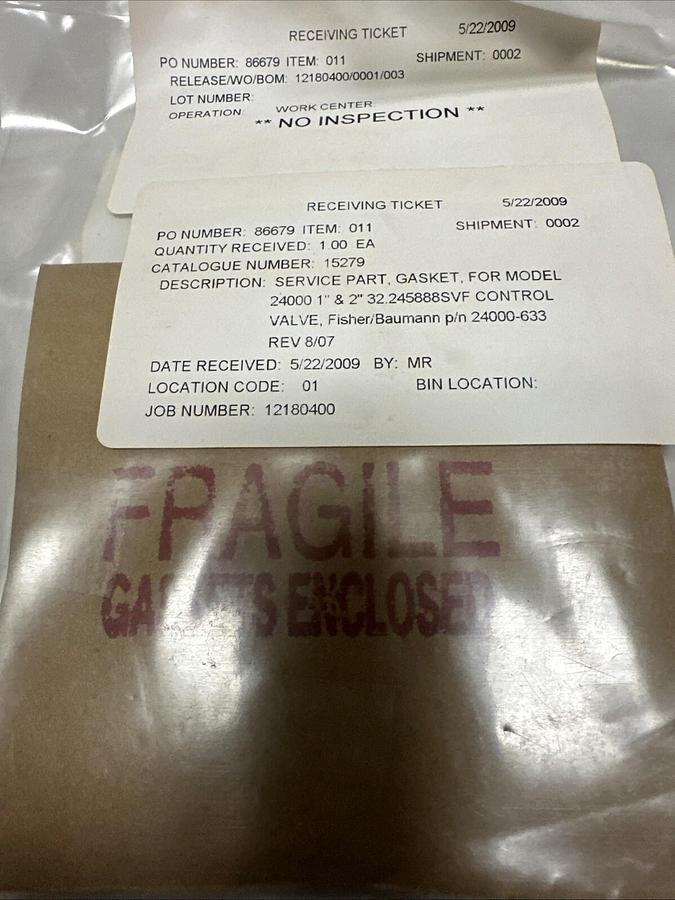 RECEIVING TICKET 5/22/2009
PO NUMBER: 86679 ITEM: 011 SHIPMENT: 0002
RELEASE/WO/BOM: 12180400/0001/003
LOT NUMBER:
OPERATION: WORK CENTER:
** NO INSPECTION **
RECEIVING TICKET 5/22/2009
PO NUMBER: 86679 ITEM: 011 SHIPMENT: 0002
QUANTITY RECEIVED: 1.00 EA
CATALOGUE NUMBER: 15279
DESCRIPTION: SERVICE PART, GASKET, FOR MODEL
24000 1" & 2" 32.245888SVF CONTROL
VALVE, Fisher/Baumann p/n 24000-633
REV 8/07
DATE RECEIVED: 5/22/2009 BY: MR
LOCATION CODE: 01 BIN LOCATION:
JOB NUMBER: 12180400
FRAGILE
GASKETS ENCLOSED